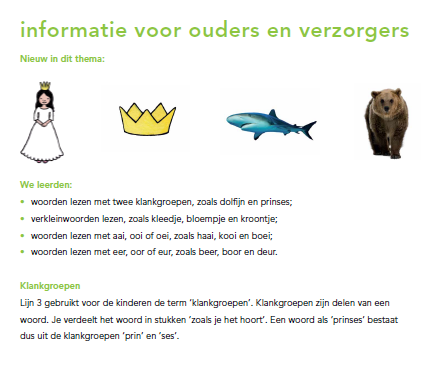 informatie voor ouders en verzorgers
Nieuw in dit thema:
We leerden:
• woorden lezen met twee klankgroepen, zoals dolfijn en prinses;
• verkleinwoorden lezen, zoals kleedje, bloempje en kroontje;
• woorden lezen met aai, ooi of oei, zoals haai, kooi en boei;
• woorden lezen met eer, oor of eur, zoals beer, boor en deur.
Klankgroepen
Lijn 3 gebruikt voor de kinderen de term ‘klankgroepen’. Klankgroepen zijn delen van een
woord. Je verdeelt het woord in stukken ‘zoals je het hoort’. Een woord als ‘prinses’ bestaat
dus uit de klankgroepen ‘prin’ en ‘ses’.